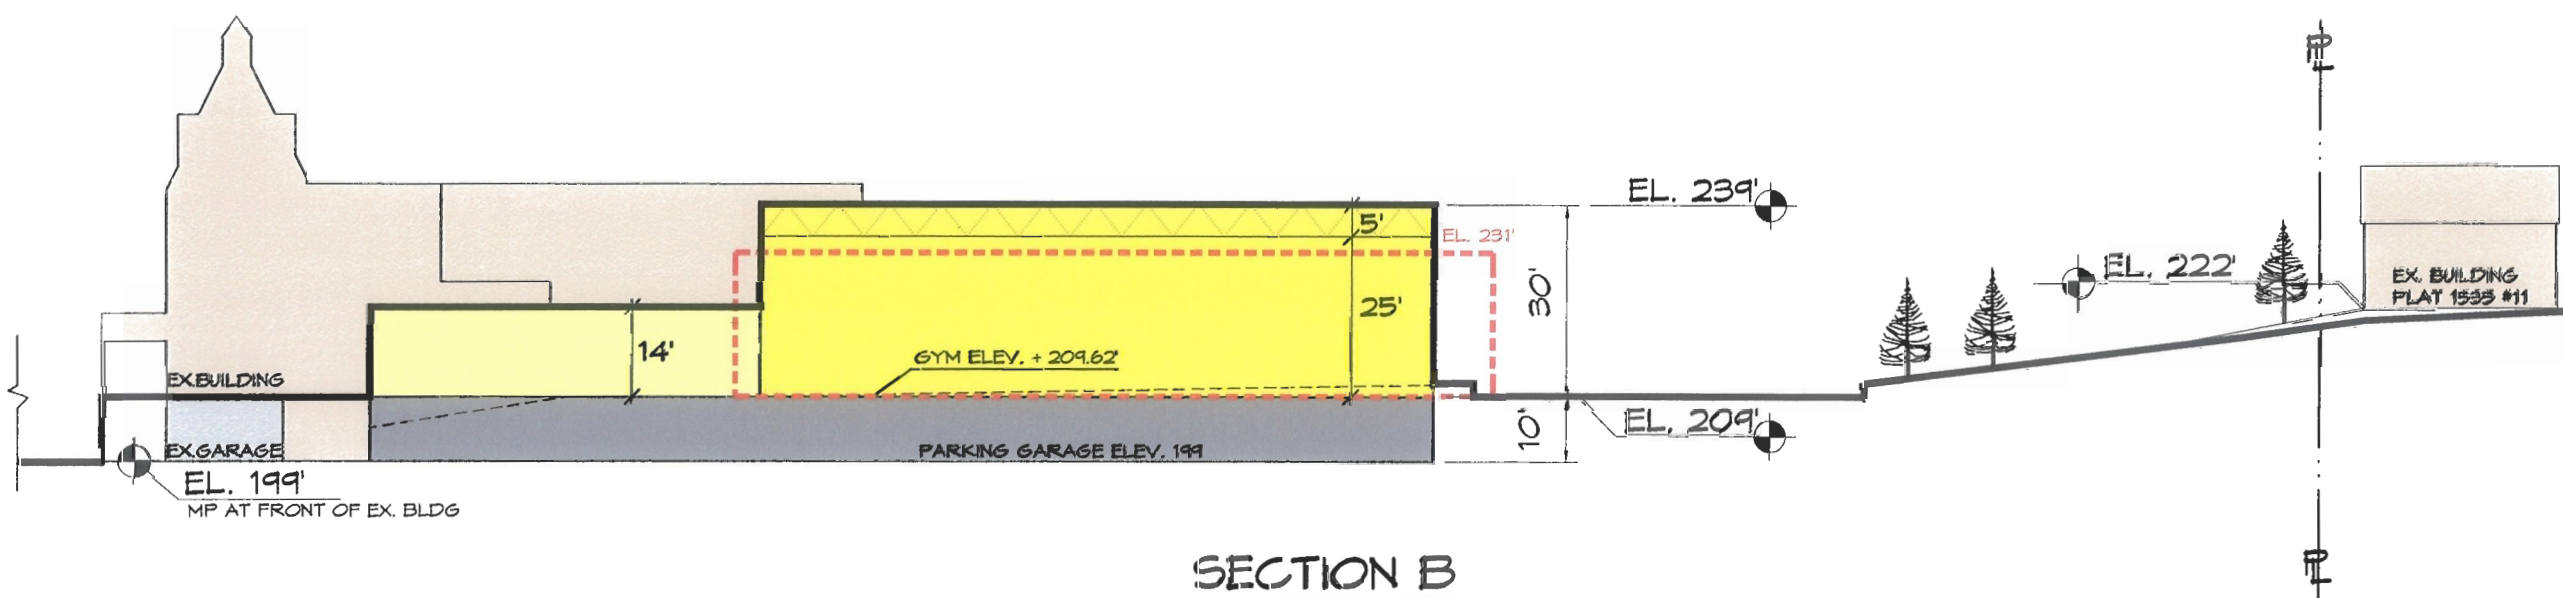 PL
EL. 239'
5'
EL. 231'
EL. 222'
EX. BUILDING
PLAT 1535 #11
30'
25'
14'
GYM ELEV. + 209.62'
EX.BUILDING
EL. 209'
10'
EX.GARAGE
PARKING GARAGE ELEV. 199
EL. 199'
MP AT FRONT OF EX. BLDG
PL
SECTION B